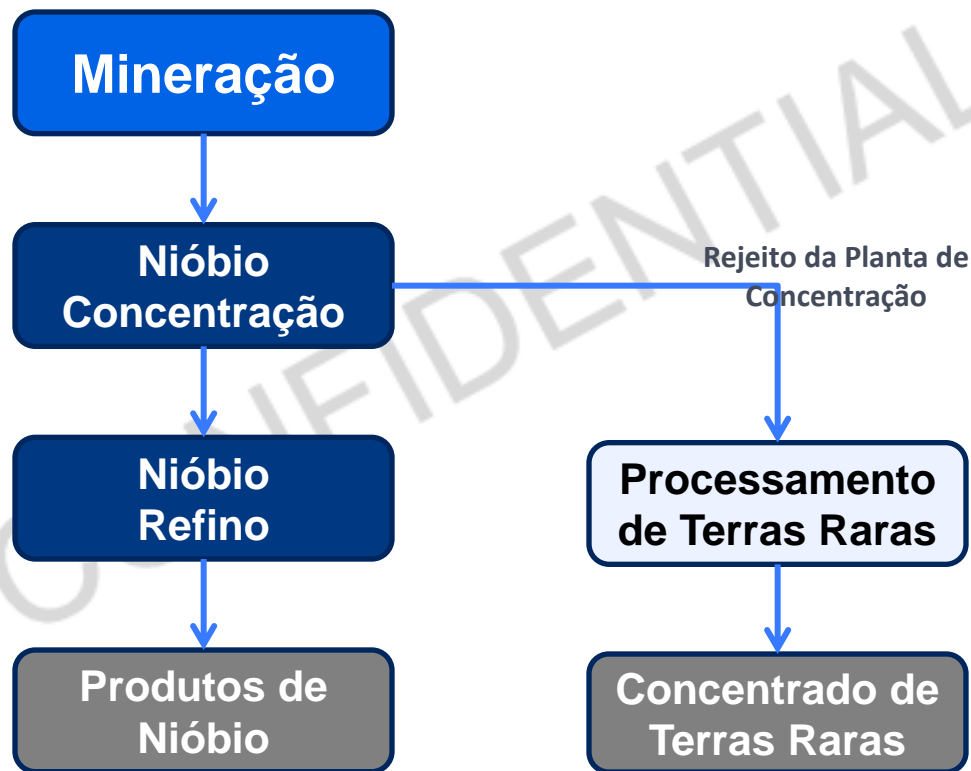 Mineração
Nióbio
Concentração
Rejeito da Planta de
Concentração
Nióbio
Refino
Processamento
de Terras Raras
Produtos de
Nióbio
Concentrado de
Terras Raras
CONFIDENTIAL